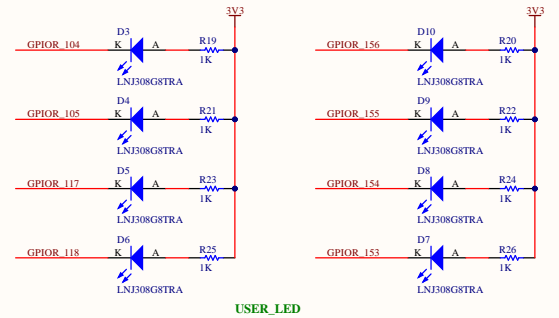 3V3
3V3
D3
GPIOR_104 K A R19
1K
LNJ308G8TRA
D4
GPIOR_105 K A R21
1K
LNJ308G8TRA
D5
GPIOR_117 K A R23
1K
LNJ308G8TRA
D6
GPIOR_118 K A R25
1K
LNJ308G8TRA
D10
GPIOR_156 K A R20
1K
LNJ308G8TRA
D9
GPIOR_155 K A R22
1K
LNJ308G8TRA
D8
GPIOR_154 K A R24
1K
LNJ308G8TRA
D7
GPIOR_153 K A R26
1K
LNJ308G8TRA
USER_LED